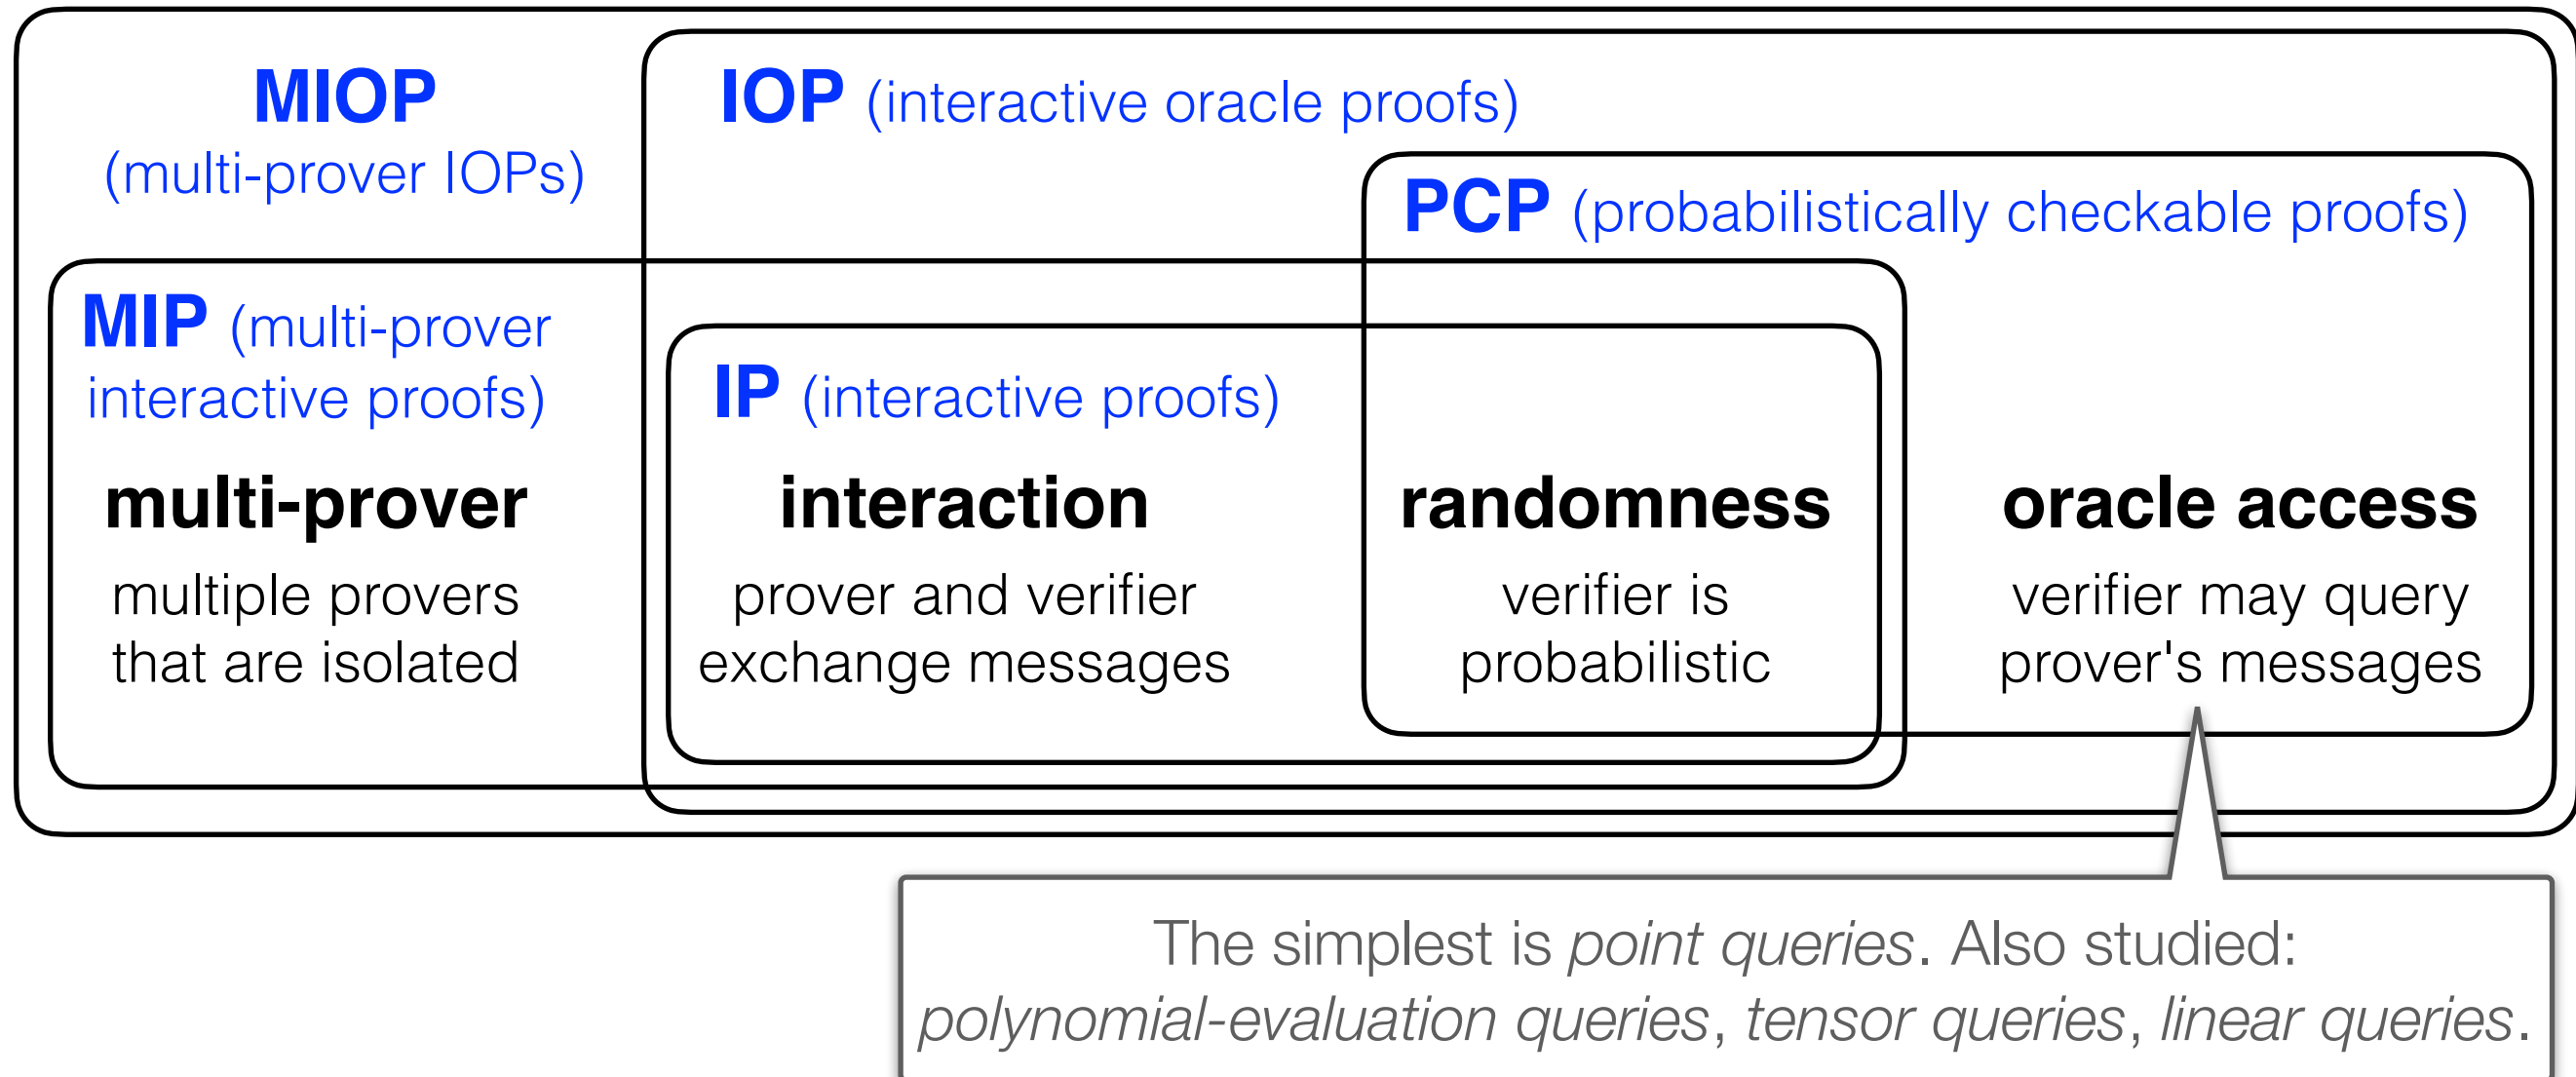 MIOP
(multi-prover IOPs)
IOP (interactive oracle proofs)
PCP (probabilistically checkable proofs)
MIP (multi-prover
interactive proofs)
IP (interactive proofs)
multi-prover
multiple provers
that are isolated
interaction
prover and verifier
exchange messages
randomness
verifier is
probabilistic
oracle access
verifier may query
prover's messages
The simplest is point queries. Also studied:
polynomial-evaluation queries, tensor queries, linear queries.